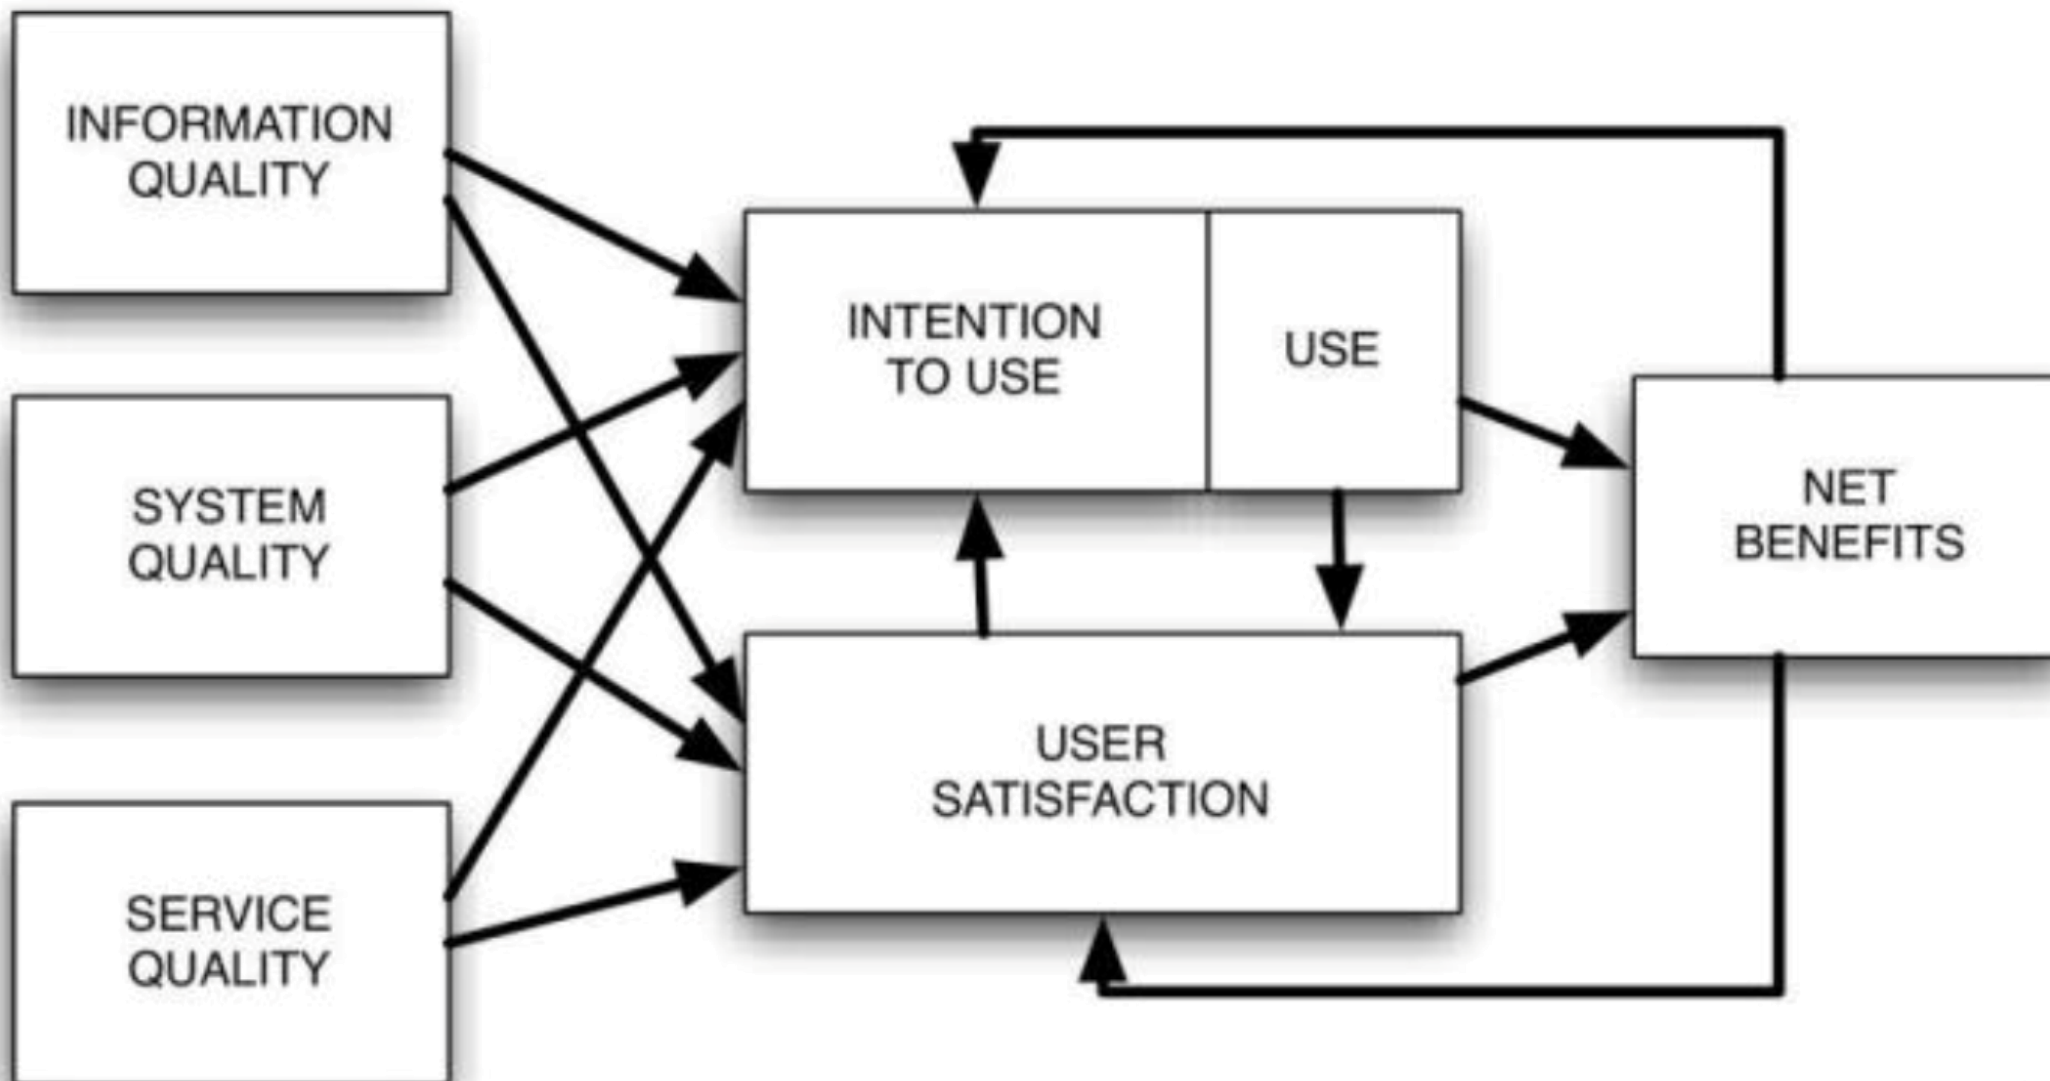 INFORMATION
QUALITY
SYSTEM
QUALITY
SERVICE
QUALITY
INTENTION
TO USE
USE
USER
SATISFACTION
NET
BENEFITS